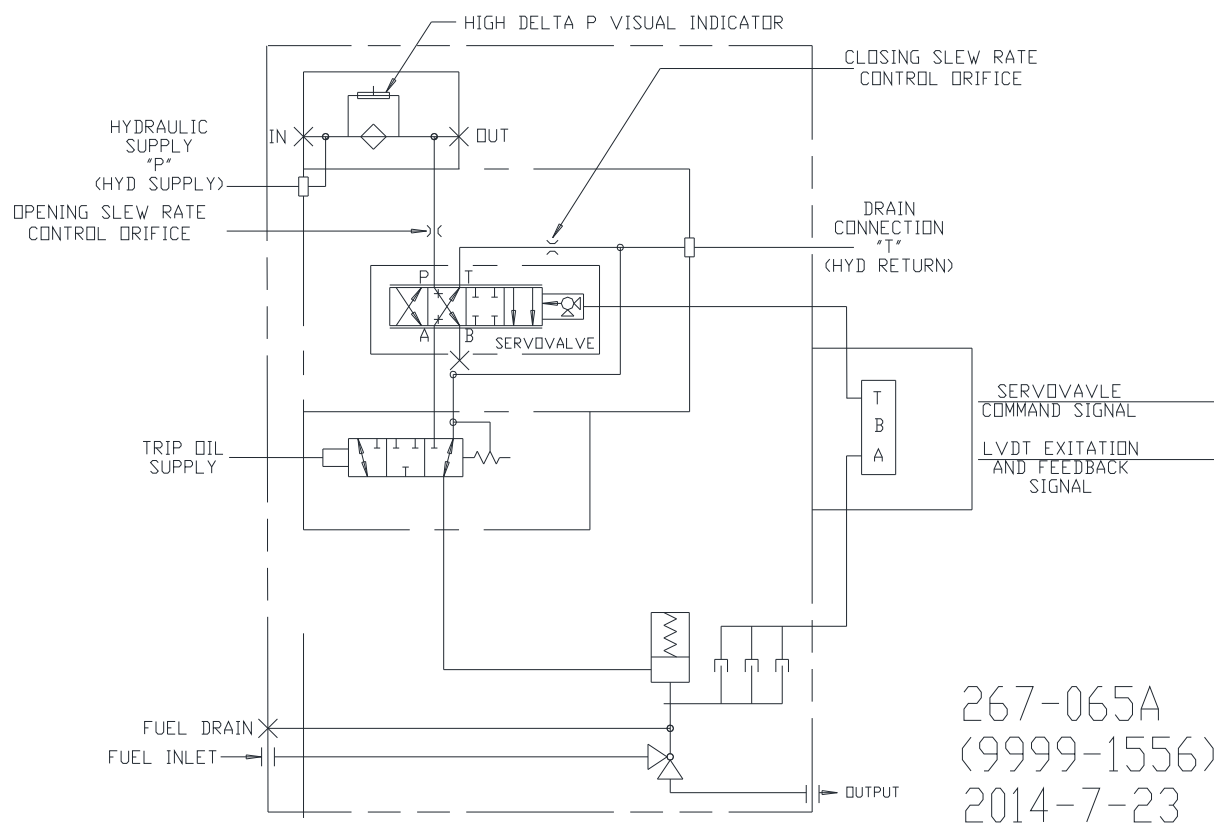 HIGH DELTA P VISUAL INDICATOR
CLOSING SLEW RATE
CONTROL ORIFICE
IN
OUT
HYDRAULIC
SUPPLY
"P"
(HYD SUPPLY)
OPENING SLEW RATE
CONTROL ORIFICE
DRAIN
CONNECTION
"T"
(HYD RETURN)
P
T
A
B
SERVOVALVE
T
B
A
SERVOVAVLE
COMMAND SIGNAL
LVDT EXITATION
AND FEEDBACK
SIGNAL
TRIP OIL
SUPPLY
FUEL DRAIN
FUEL INLET
OUTPUT
267-065A
(9999-1556)
2014-7-23